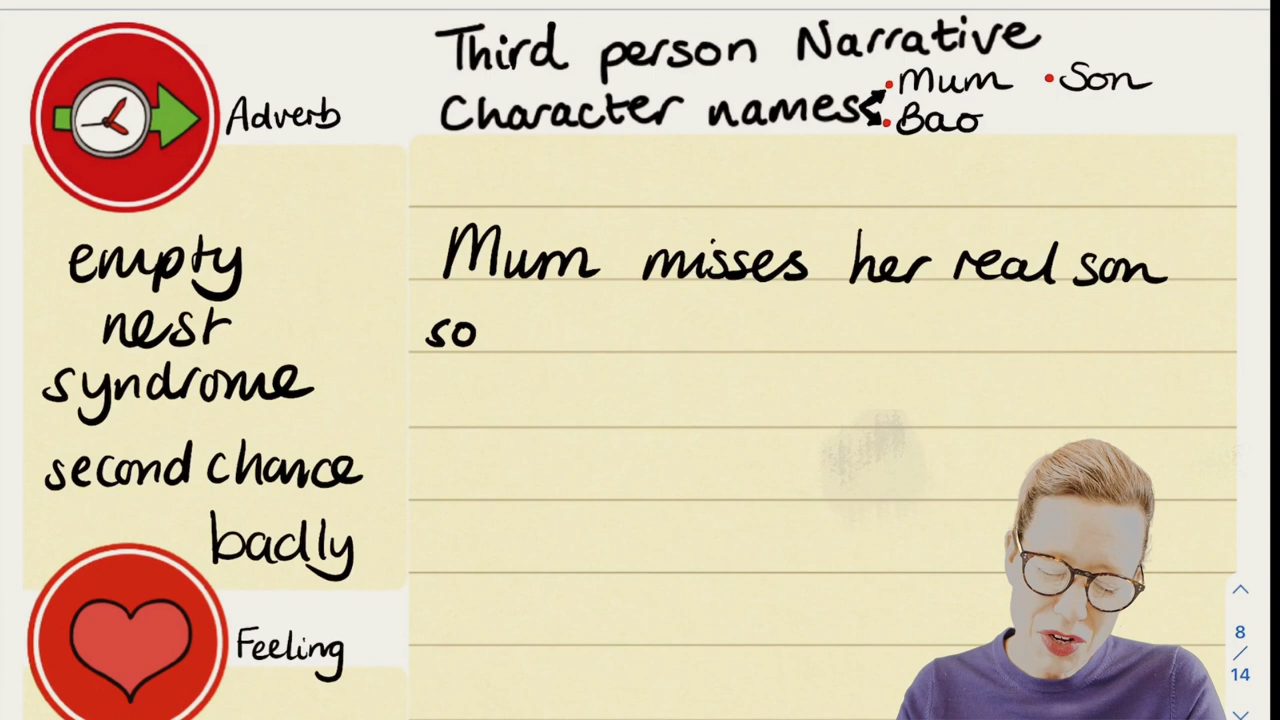 Third person Narrative
Character names
Mum
Son
Bao
Adverb
empty
nest
syndrome
second chance
badly
Feeling
Mum misses her real son
so
8
/
14